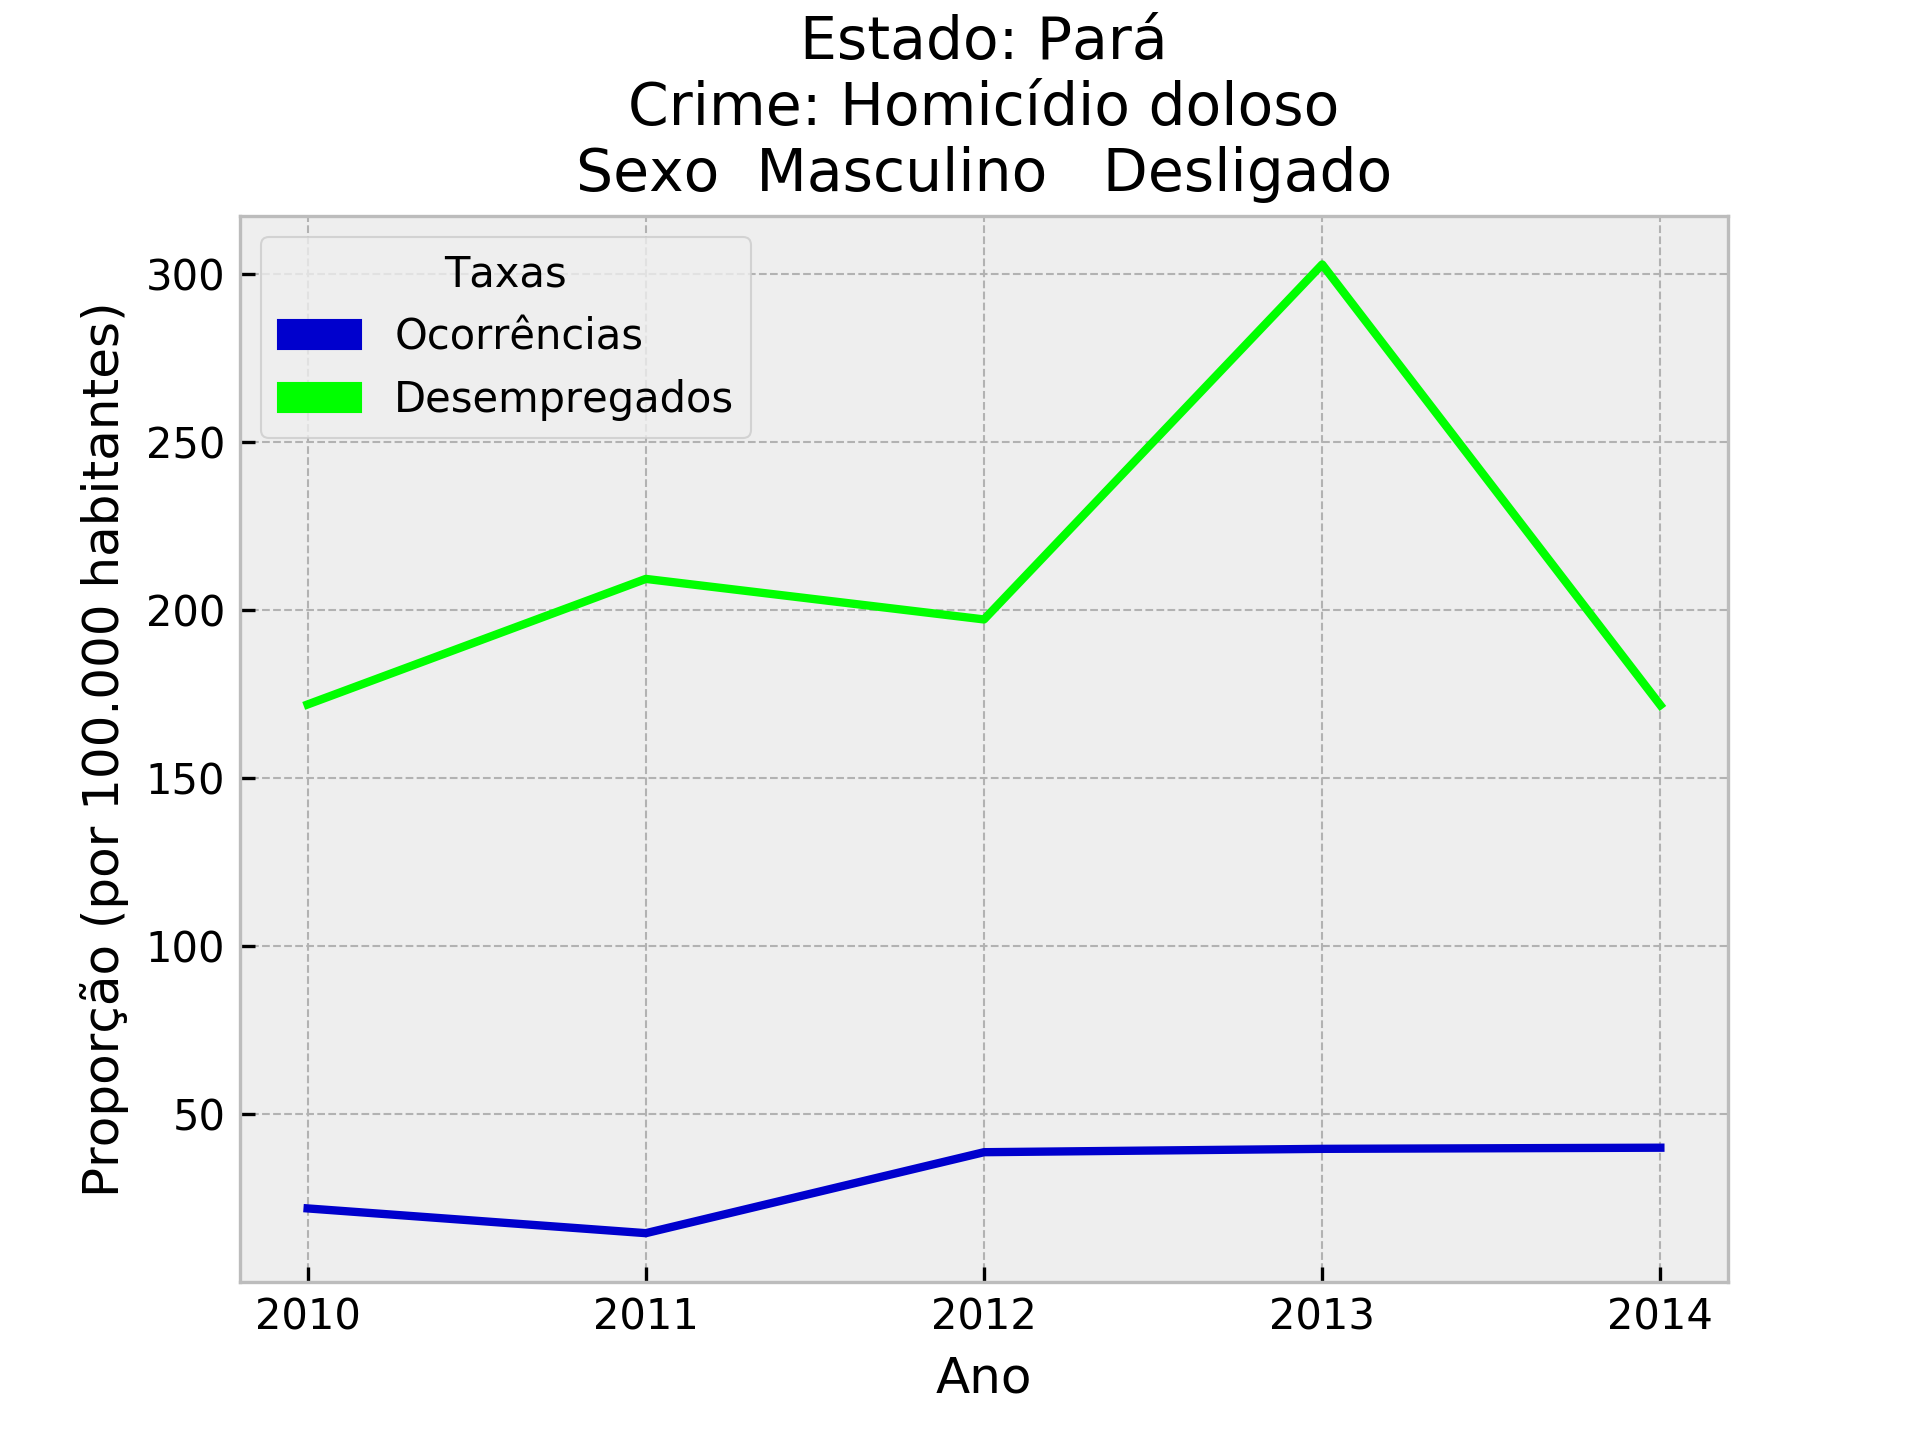 Estado: Pará
Crime: Homicídio doloso
Sexo  Masculino   Desligado
Taxas
Ocorrências
Desempregados
Proporção (por 100.000 habitantes)
300
250
200
150
100
50
2010 2011 2012 2013 2014
Ano